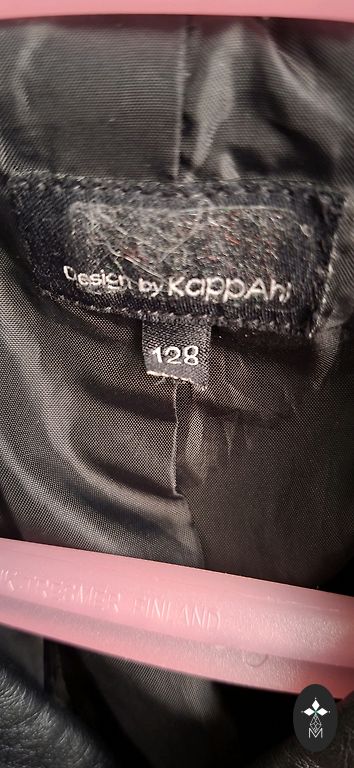 Design by KappAhl
128
FINLAND
M